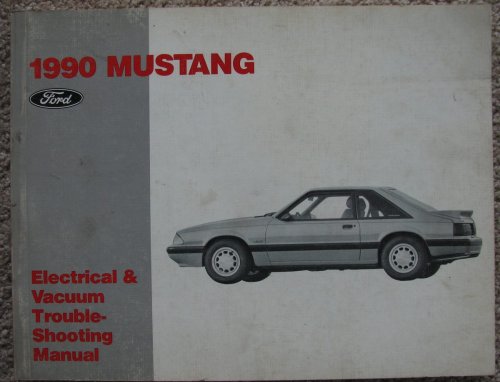 1990 MUSTANG
Ford
Electrical &
Vacuum
Trouble-
Shooting
Manual